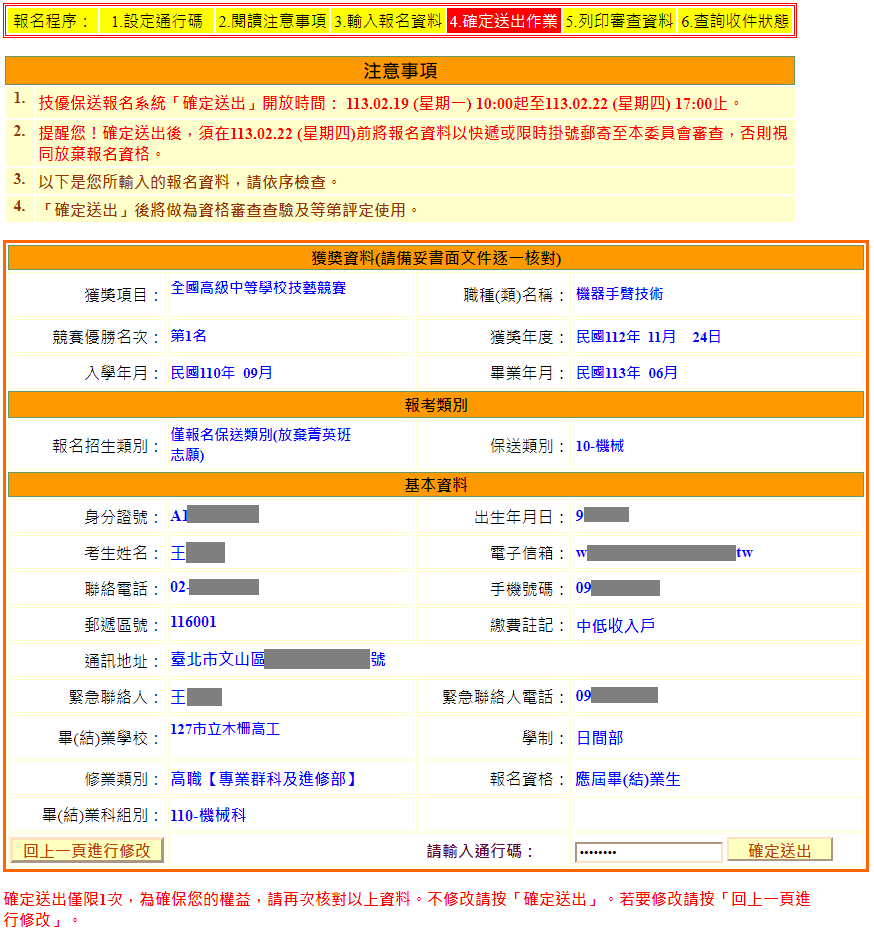 報名程序： 1.設定通行碼 2.閱讀注意事項 3.輸入報名資料 4.確定送出作業 5.列印審查資料 6.查詢收件狀態
注意事項
1. 技優保送報名系統「確定送出」開放時間： 113.02.19 (星期一) 10:00起至113.02.22 (星期四) 17:00止。
2. 提醒您！確定送出後，須在113.02.22 (星期四)前將報名資料以快遞或限時掛號郵寄至本委員會審查，否則視
同放棄報名資格。
3. 以下是您所輸入的報名資料，請依序檢查。
4. 「確定送出」後將做為資格審查查驗及等第評定使用。
獲獎資料(請備妥書面文件逐一核對)
獲獎項目： 全國高級中等學校技藝競賽 職種(類)名稱： 機器手臂技術
競賽優勝名次： 第1名 獲獎年度： 民國112年 11月 24日
入學年月： 民國110年 09月 畢業年月： 民國113年 06月
報考類別
報名招生類別： 僅報名保送類別(放棄菁英班
志願) 保送類別： 10-機械
基本資料
身分證號： A1 出生年月日： 9
考生姓名： 王 電子信箱： w tw
聯絡電話： 02- 手機號碼： 09
郵遞區號： 116001 繳費註記： 中低收入戶
通訊地址： 臺北市文山區 號
緊急聯絡人： 王 緊急聯絡人電話： 09
畢(結)業學校： 127市立木柵高工 學制： 日間部
修業類別： 高職【專業群科及進修部】 報名資格： 應屆畢(結)業生
畢(結)業科組別： 110-機械科
回上一頁進行修改 請輸入通行碼： •••••••• 確定送出
確定送出僅限1次，為確保您的權益，請再次核對以上資料。不修改請按「確定送出」。若要修改請按「回上一頁進
行修改」。